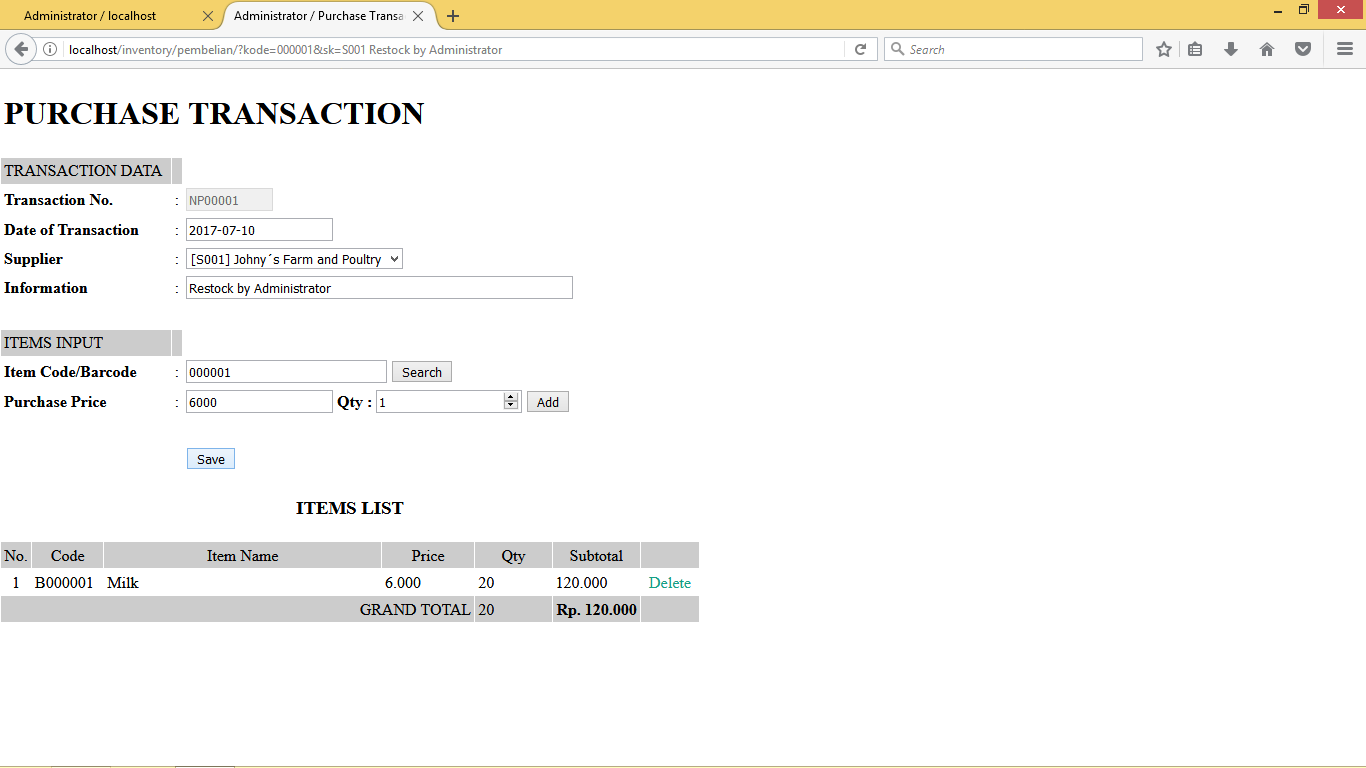 Administrator / localhost
Administrator / Purchase Transa
localhost/inventory/pembelian/?kode=000001&sk=S001 Restock by Administrator
Search
PURCHASE TRANSACTION
TRANSACTION DATA
Transaction No. : NP00001
Date of Transaction : 2017-07-10
Supplier : [S001] Johny´s Farm and Poultry
Information : Restock by Administrator
ITEMS INPUT
Item Code/Barcode : 000001 Search
Purchase Price : 6000 Qty : 1 Add
Save
ITEMS LIST
No. Code Item Name Price Qty Subtotal
1 B000001 Milk 6.000 20 120.000 Delete
GRAND TOTAL 20 Rp. 120.000